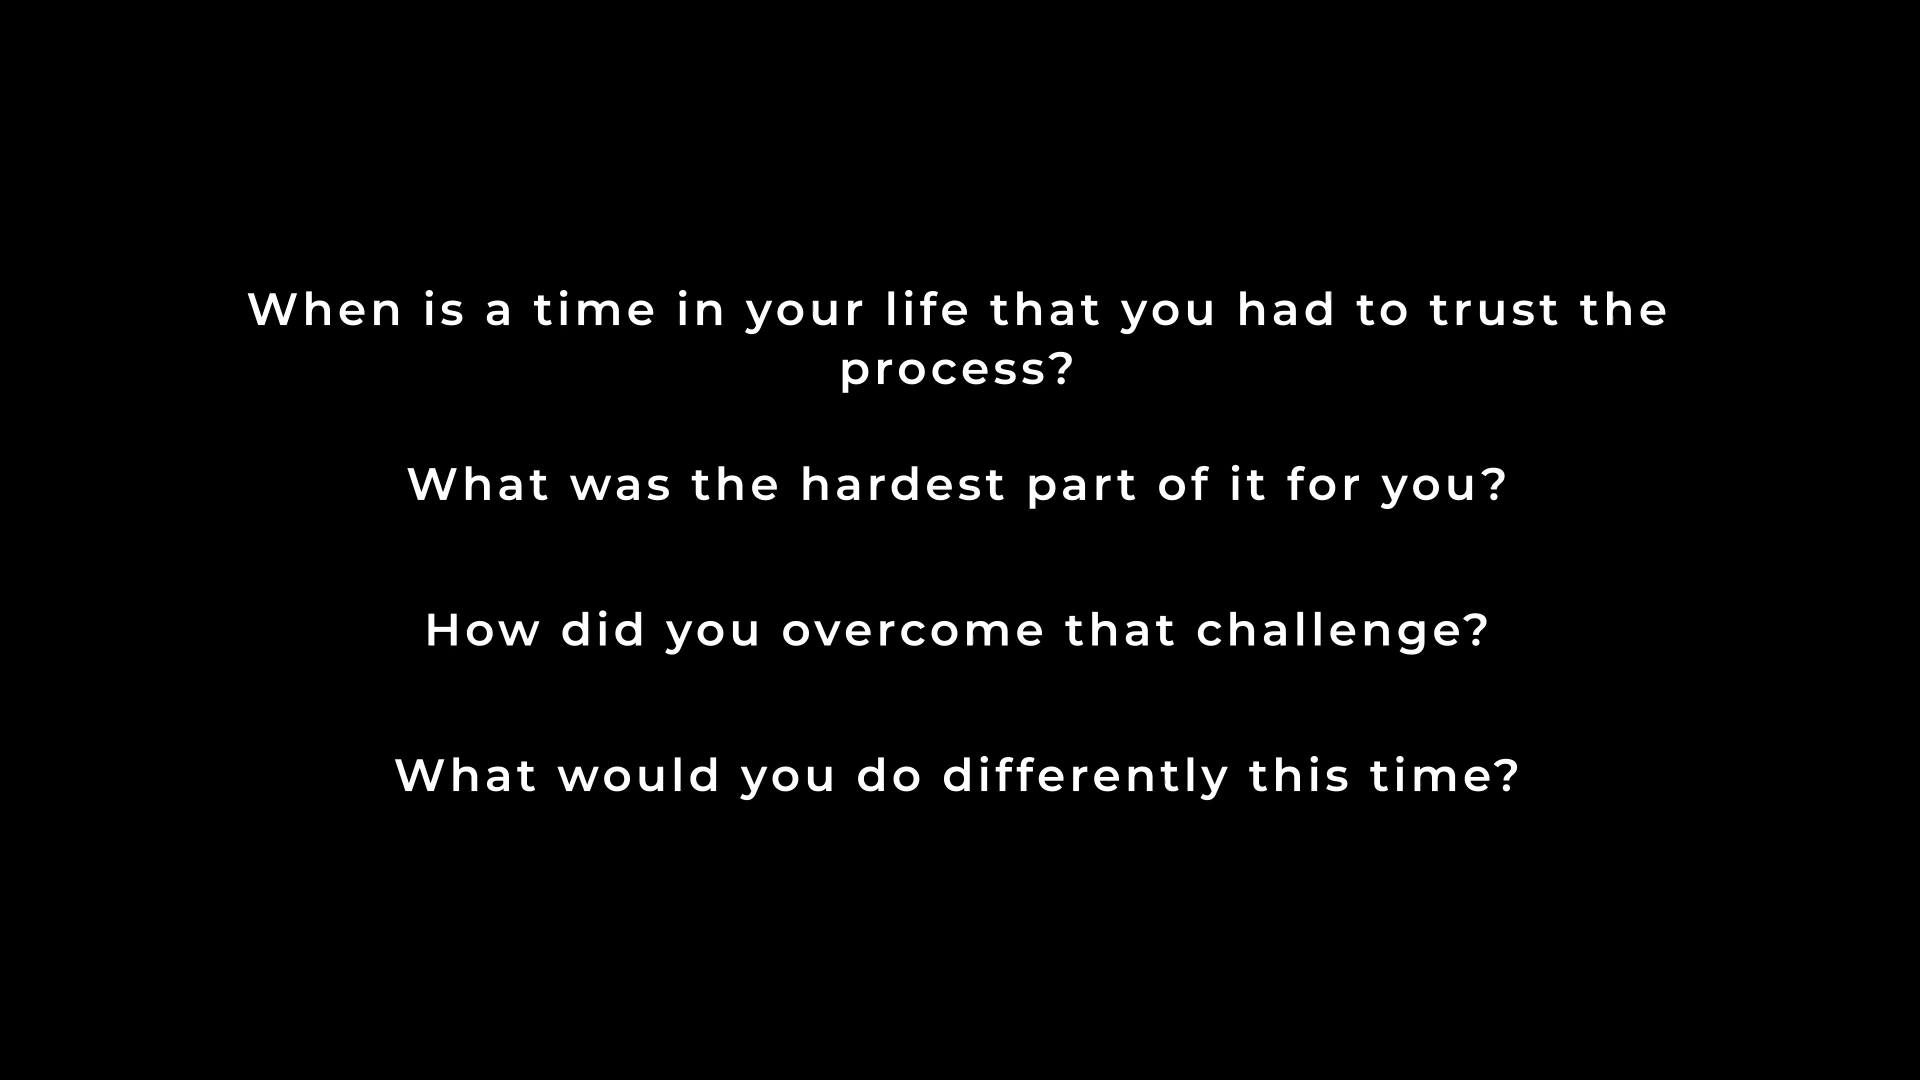 When is a time in your life that you had to trust the
process?
What was the hardest part of it for you?
How did you overcome that challenge?
What would you do differently this time?